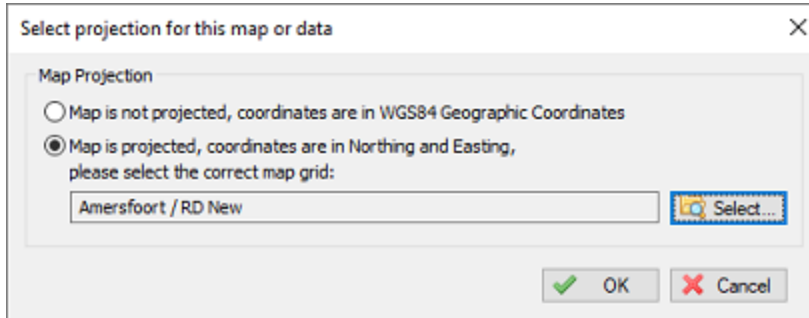 Select projection for this map or data
Map Projection
Map is not projected, coordinates are in WGS84 Geographic Coordinates
Map is projected, coordinates are in Northing and Easting,
please select the correct map grid:
Amersfoort / RD New
Select...
OK
Cancel